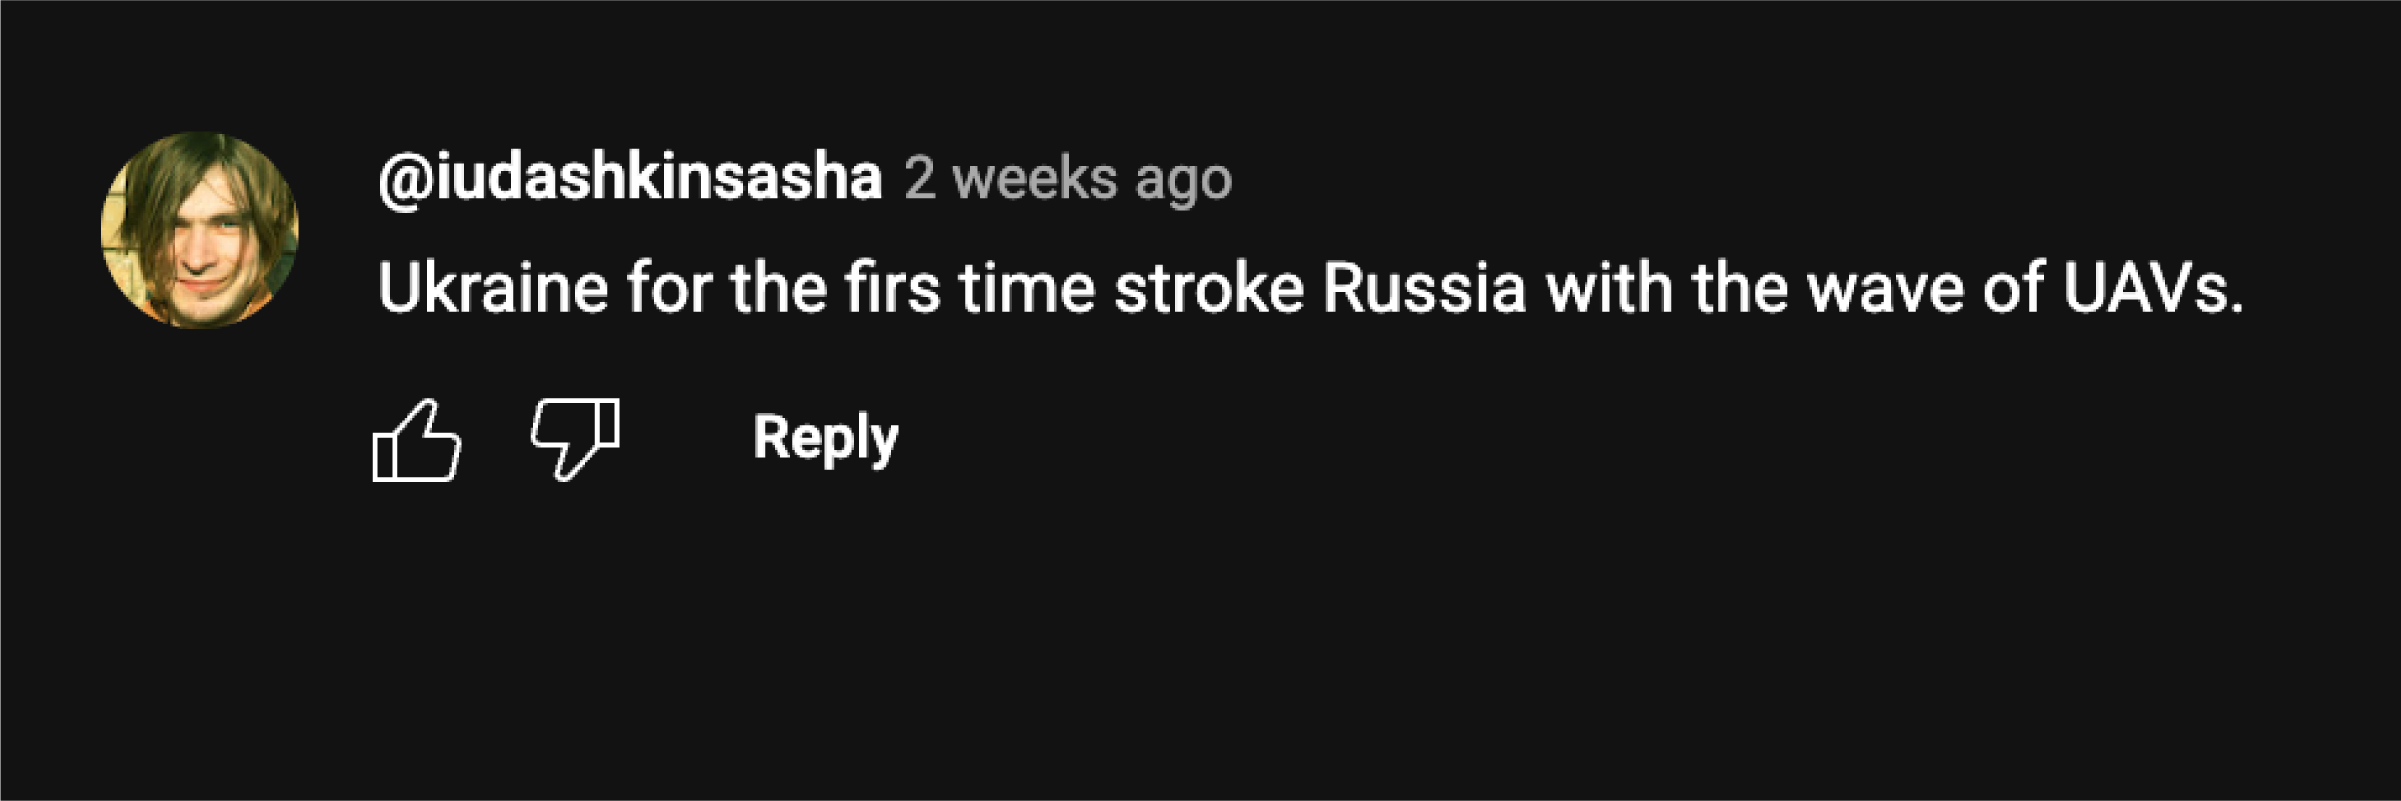 @iudashkinsasha 2 weeks ago
Ukraine for the firs time stroke Russia with the wave of UAVs.
Reply